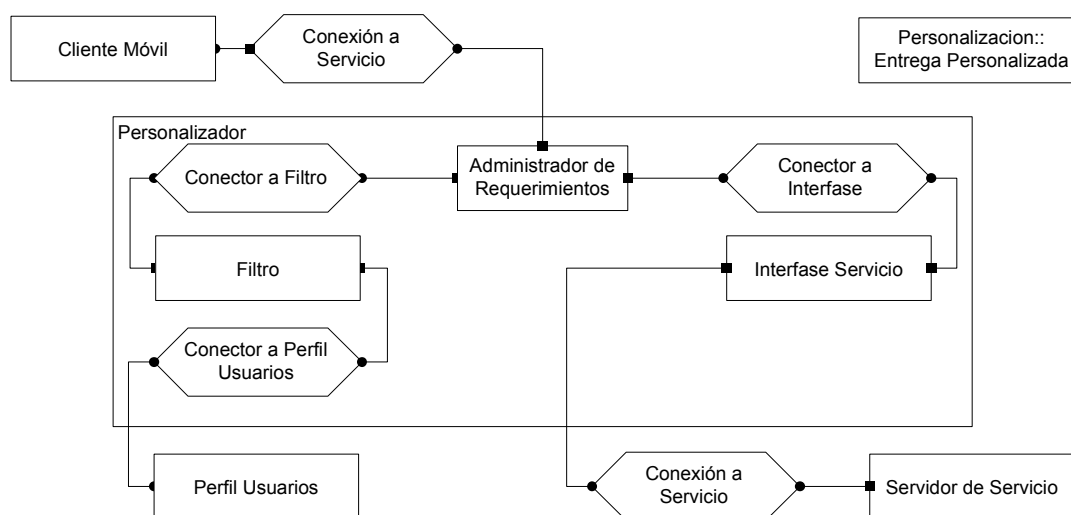 Cliente Móvil
Conexión a
Servicio
Personalizacion::
Entrega Personalizada
Personalizador
Conector a Filtro
Administrador de
Requerimientos
Conector a
Interfase
Filtro
Interfase Servicio
Conector a Perfil
Usuarios
Perfil Usuarios
Conexión a
Servicio
Servidor de Servicio